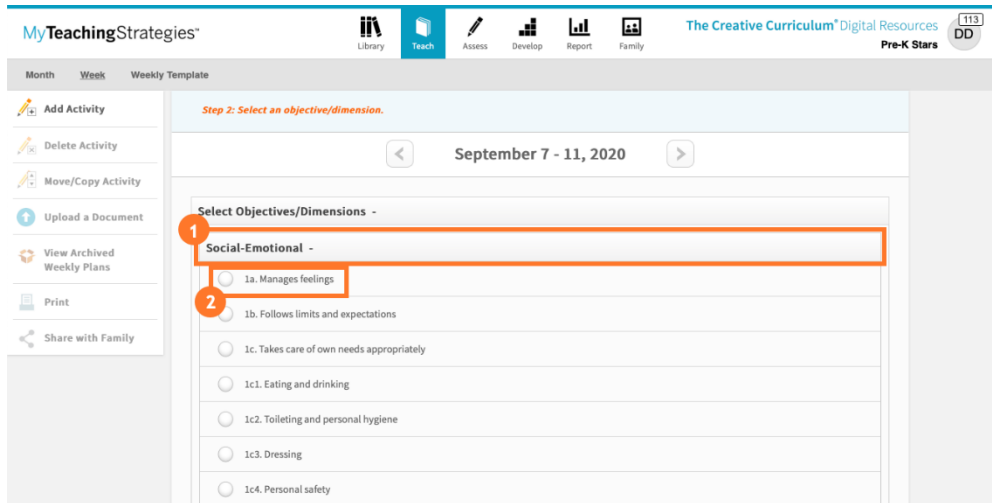 MyTeachingStrategies™
Library
Teach
Assess
Develop
Report
Family
The Creative Curriculum® Digital Resources
Pre-K Stars
113
DD
Month Week Weekly Template
Add Activity
Delete Activity
Move/Copy Activity
Upload a Document
View Archived
Weekly Plans
Print
Share with Family
Step 2: Select an objective/dimension.
< September 7 - 11, 2020 >
Select Objectives/Dimensions -
1
Social-Emotional -
1a. Manages feelings
2
1b. Follows limits and expectations
1c. Takes care of own needs appropriately
1c1. Eating and drinking
1c2. Toileting and personal hygiene
1c3. Dressing
1c4. Personal safety